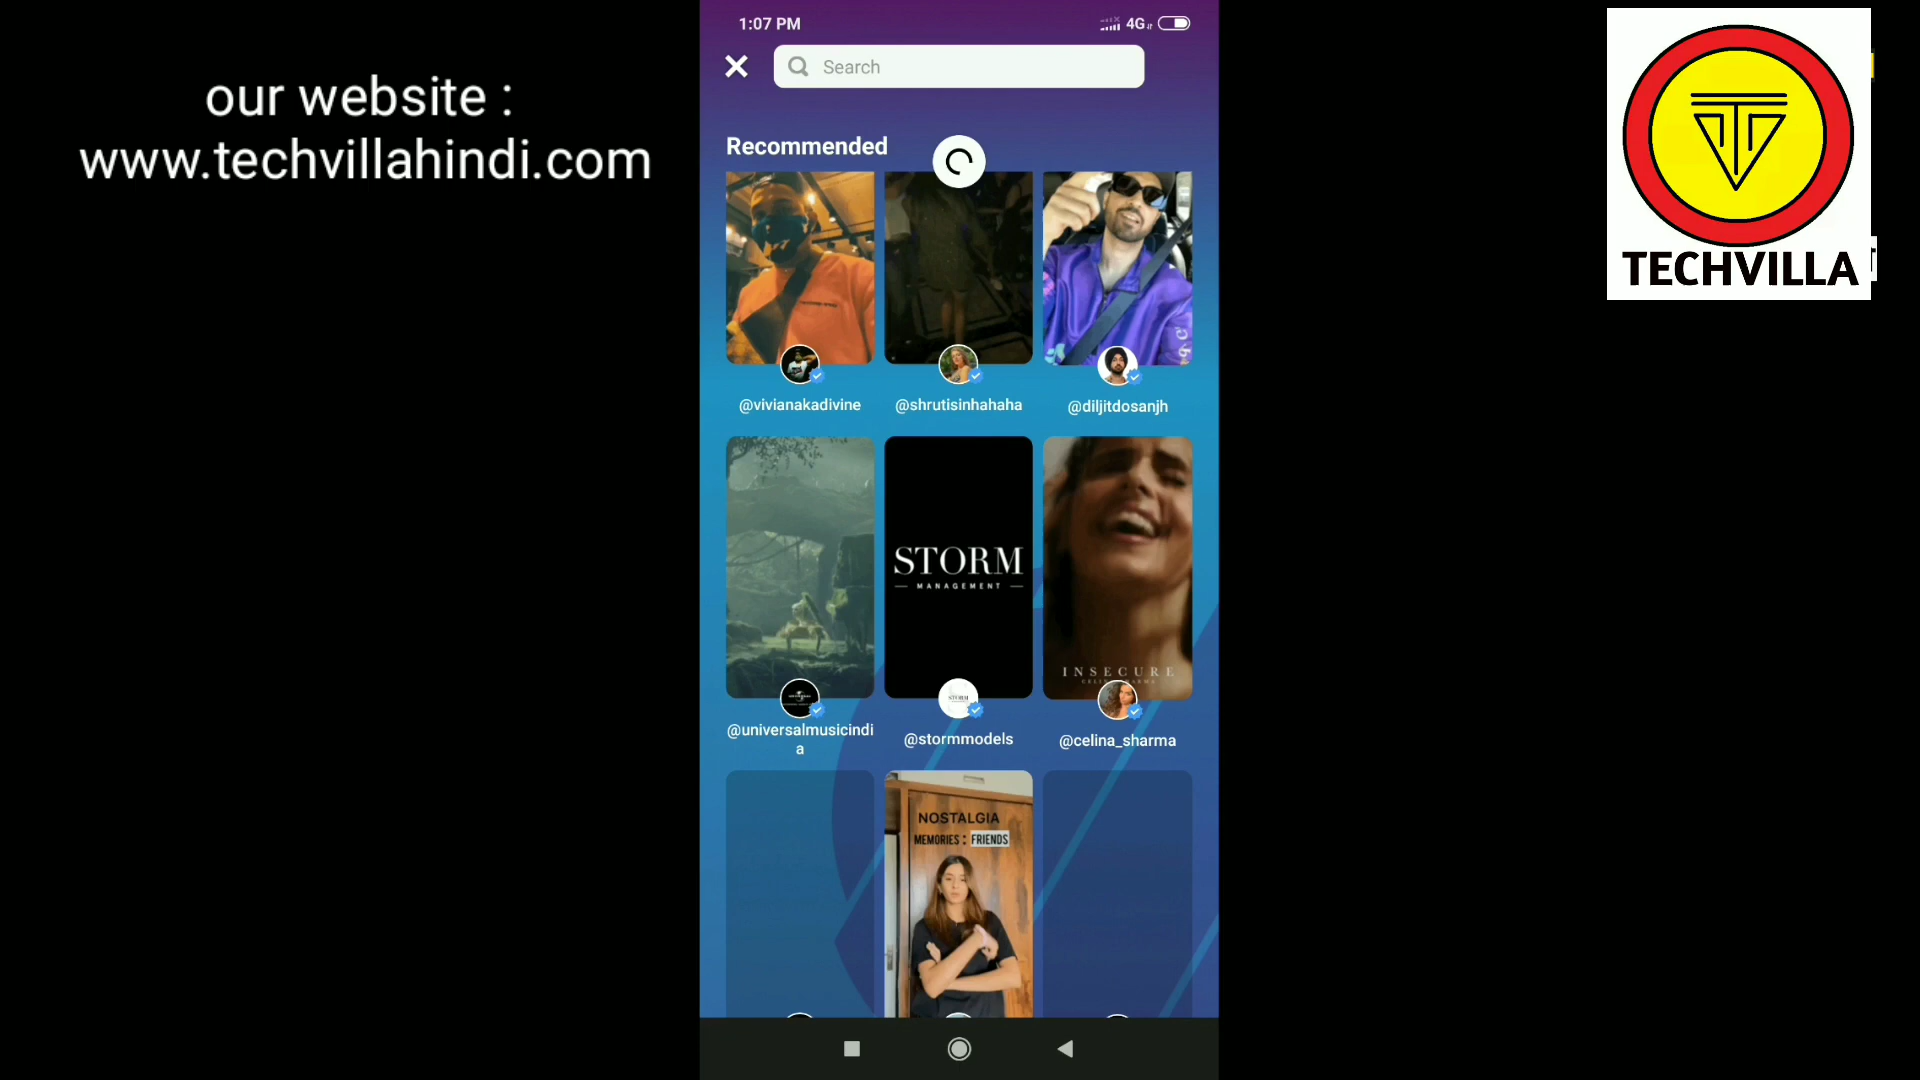 our website :
www.techvillahindi.com
1:07 PM
4G
Search
Recommended
@vivianakadivine
@shrutisinhahaha
@diljitdosanjh
STORM
MANAGEMENT
INSECURE
@universalmusicindi
a
@stormmodels
@celina_sharma
NOSTALGIA
MEMORIES : FRIENDS
TECHVILLA